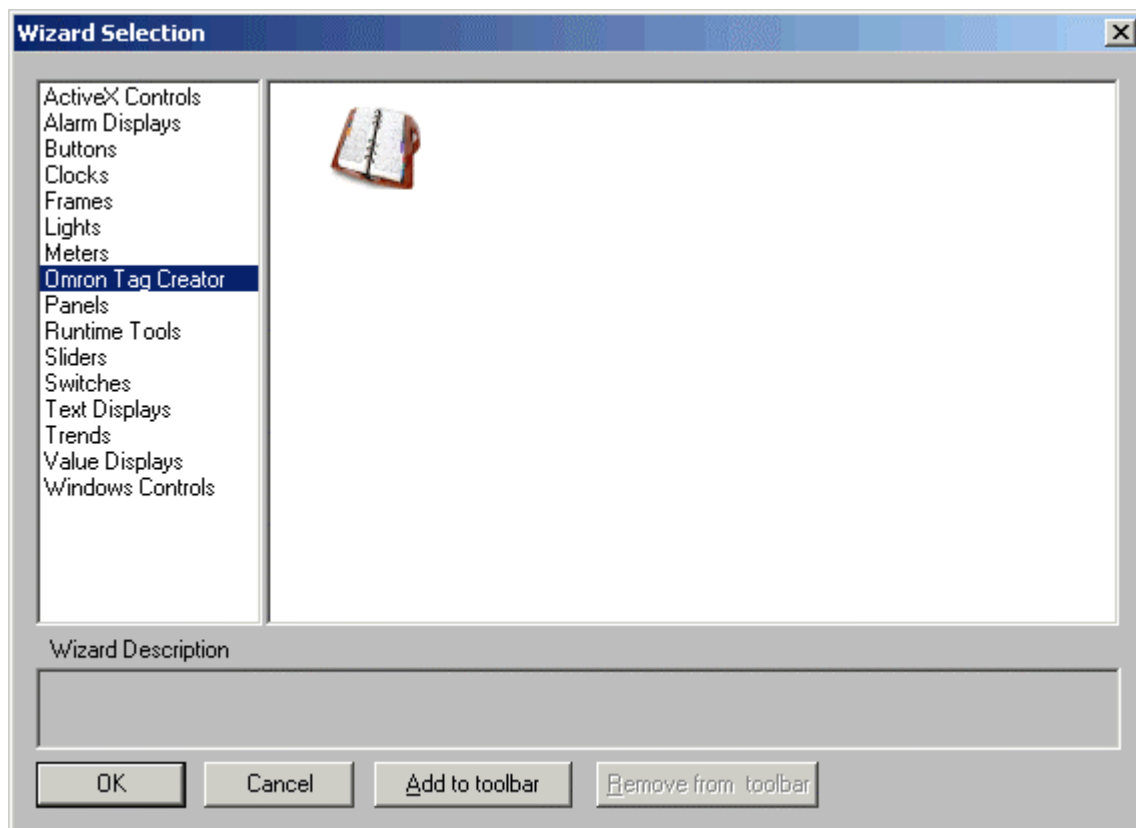 Wizard Selection
ActiveX Controls
Alarm Displays
Buttons
Clocks
Frames
Lights
Meters
Omron Tag Creator
Panels
Runtime Tools
Sliders
Switches
Text Displays
Trends
Value Displays
Windows Controls
Wizard Description
OK Cancel Add to toolbar Remove from toolbar